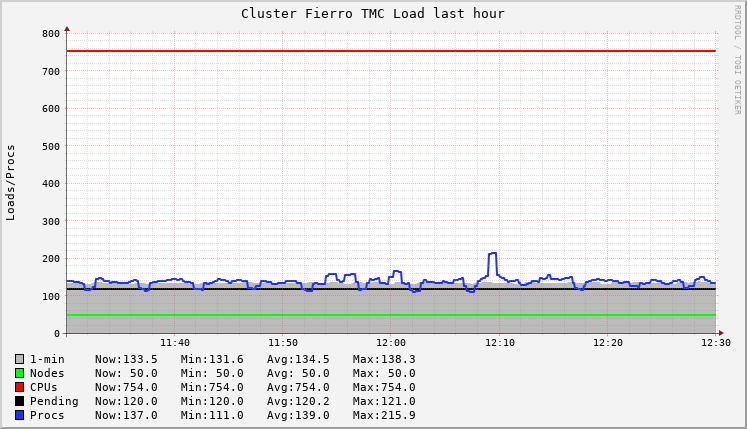 Cluster Fierro TMC Load last hour
RRDTOOL / TOBI OETIKER
Loads/Procs
800
700
600
500
400
300
200
100
0
11:40 11:50 12:00 12:10 12:20 12:30
1-min Now:133.5 Min:131.6 Avg:134.5 Max:138.3
Nodes Now: 50.0 Min: 50.0 Avg: 50.0 Max: 50.0
CPUs Now:754.0 Min:754.0 Avg:754.0 Max:754.0
Pending Now:120.0 Min:120.0 Avg:120.2 Max:121.0
Procs Now:137.0 Min:111.0 Avg:139.0 Max:215.9